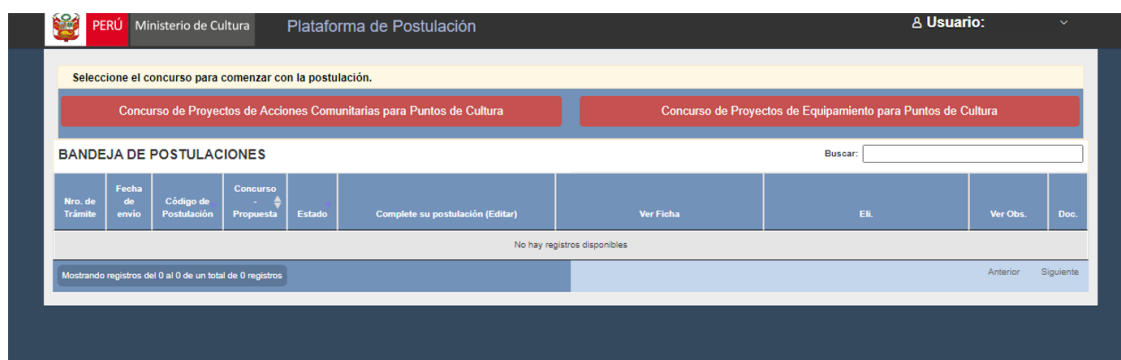 PERÚ Ministerio de Cultura Plataforma de Postulación Usuario:
Seleccione el concurso para comenzar con la postulación.
Concurso de Proyectos de Acciones Comunitarias para Puntos de Cultura Concurso de Proyectos de Equipamiento para Puntos de Cultura
BANDEJA DE POSTULACIONES Buscar:
Nro. de Trámite Fecha de envío Código de Postulación Concurso - Propuesta Estado Complete su postulación (Editar) Ver Ficha Eli. Ver Obs. Doc.
No hay registros disponibles
Mostrando registros del 0 al 0 de un total de 0 registros Anterior Siguiente